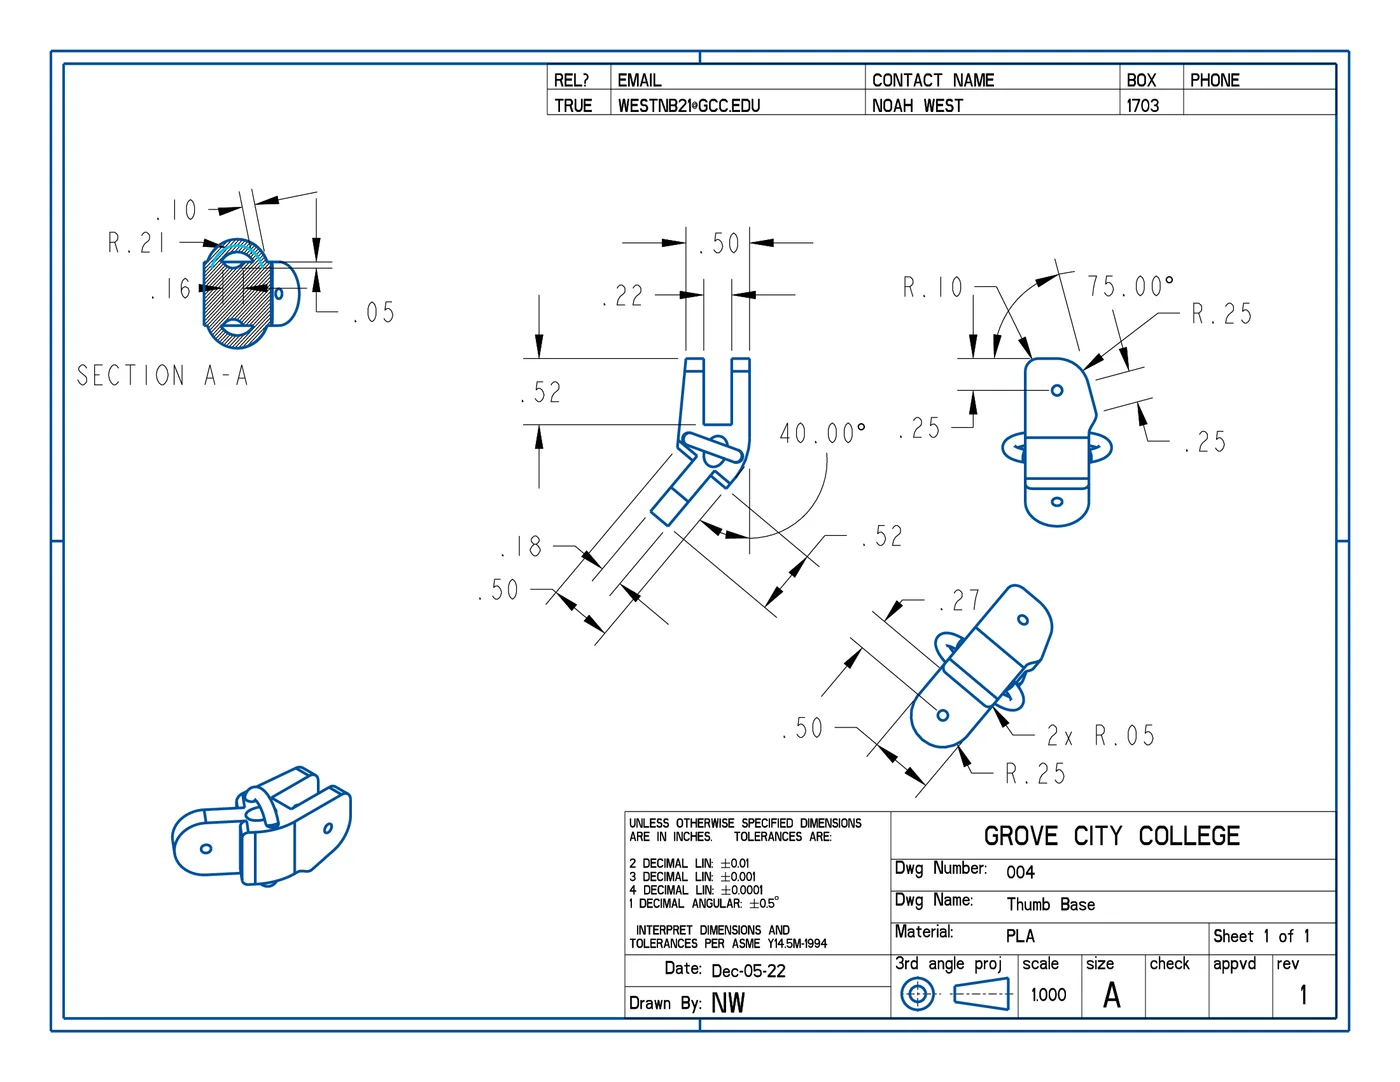 REL? EMAIL CONTACT NAME BOX PHONE
TRUE WESTNB21@GCC.EDU NOAH WEST 1703
.10
R.21
.16
.05
SECTION A-A
.50
.22
.52
40.00°
.18
.50
.52
R.10
75.00°
R.25
.25
.25
.27
.50
2x R.05
R.25
UNLESS OTHERWISE SPECIFIED DIMENSIONS
ARE IN INCHES. TOLERANCES ARE:
2 DECIMAL LIN: ±0.01
3 DECIMAL LIN: ±0.001
4 DECIMAL LIN: ±0.0001
1 DECIMAL ANGULAR: ±0.5°
INTERPRET DIMENSIONS AND
TOLERANCES PER ASME Y14.5M-1994
Date: Dec-05-22
Drawn By: NW
GROVE CITY COLLEGE
Dwg Number: 004
Dwg Name: Thumb Base
Material: PLA
Sheet 1 of 1
3rd angle proj scale size check appvd rev
1.000 A 1